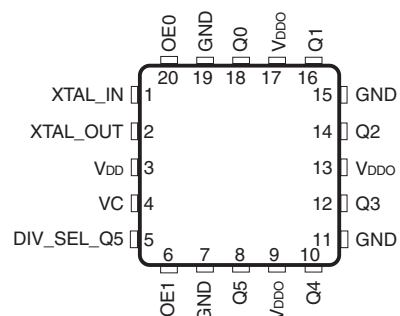 OE0
GND
Q0
VDDO
Q1
20 19 18 17 16
XTAL_IN 1
XTAL_OUT 2
VDD 3
VC 4
DIV_SEL_Q5 5
15 GND
14 Q2
13 VDDO
12 Q3
11 GND
6 7 8 9 10
OE1
GND
Q5
VDDO
Q4